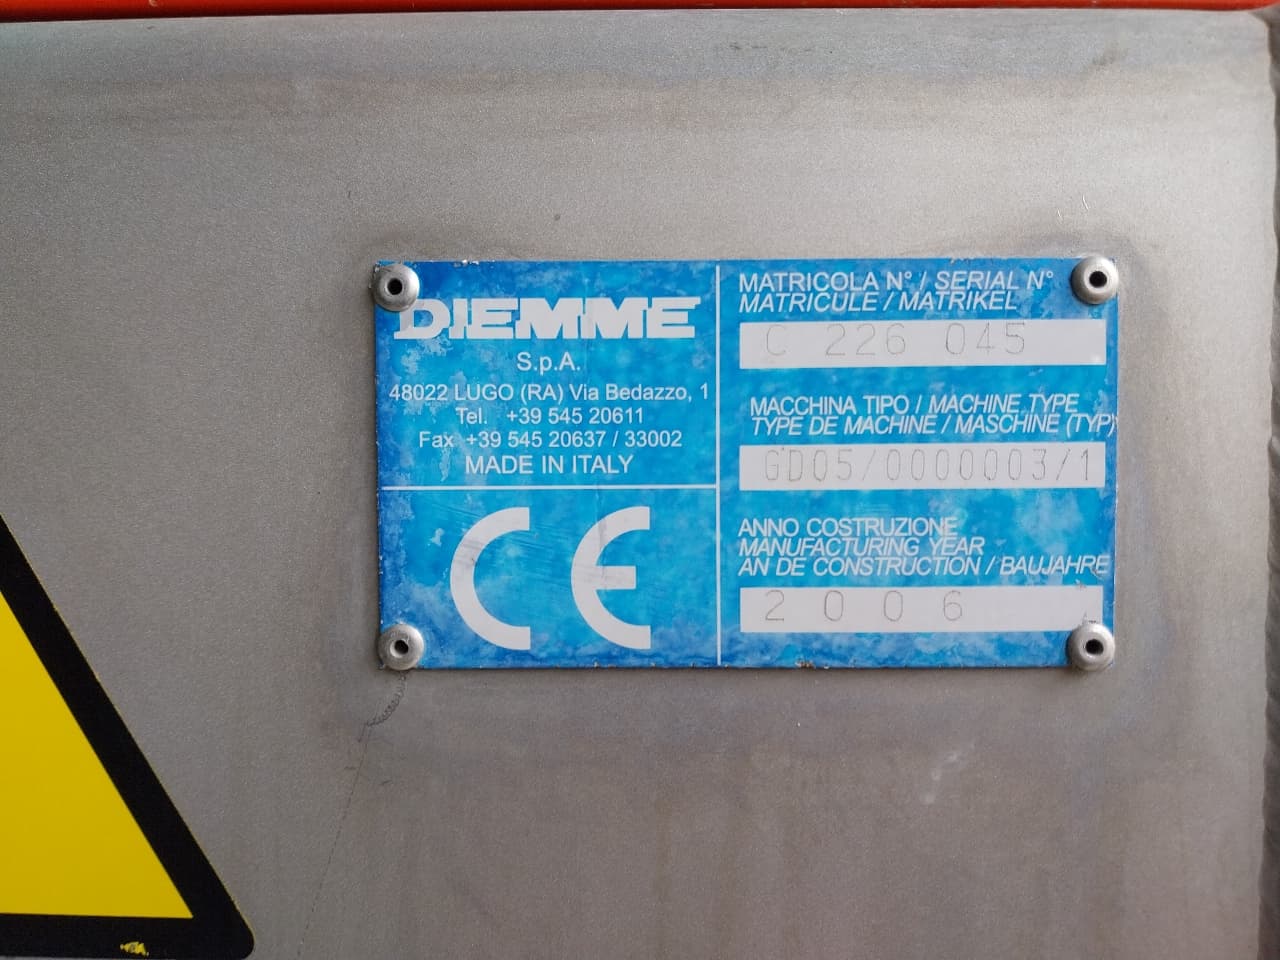 DIEMME
S.p.A.
48022 LUGO (RA) Via Bedazzo, 1
Tel. +39 545 20611
Fax +39 545 20637 / 33002
MADE IN ITALY
CE
MATRICOLA N° / SERIAL N°
MATRICULE / MATRIKEL
C 226 045
MACCHINA TIPO / MACHINE TYPE
TYPE DE MACHINE / MASCHINE (TYP)
GD05/0000003/1
ANNO COSTRUZIONE
MANUFACTURING YEAR
AN DE CONSTRUCTION / BAUJAHRE
2006